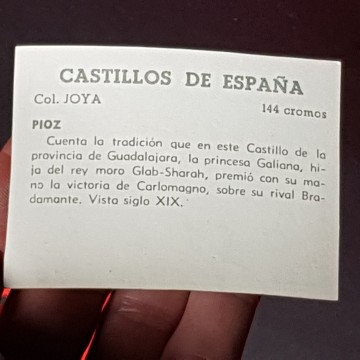 CASTILLOS DE ESPAÑA
Col. JOYA
144 cromos
PIOZ
Cuenta la tradición que en este Castillo de la
provincia de Guadalajara, la princesa Galiana, hi-
ja del rey moro Glab-Sharah, premió con su ma-
no la victoria de Carlomagno, sobre su rival Bra-
damante. Vista siglo XIX.